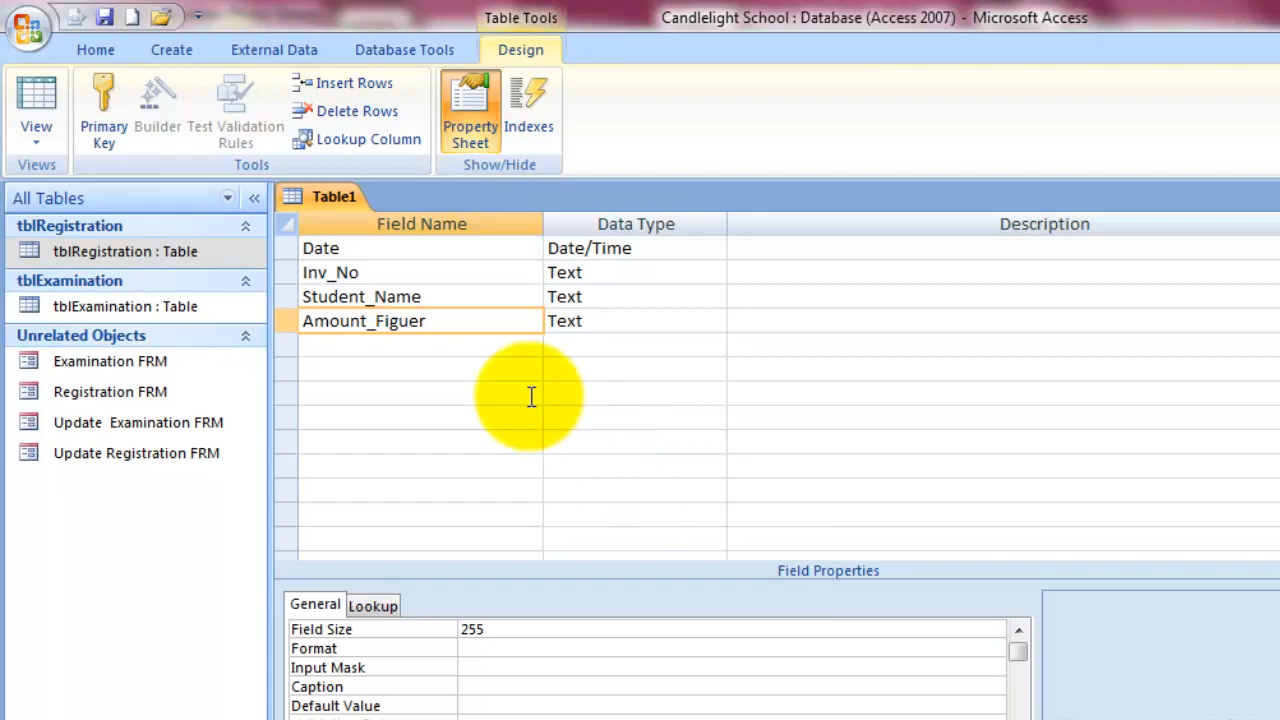 Table Tools
Candlelight School : Database (Access 2007) - Microsoft Access
Home
Create
External Data
Database Tools
Design
View
Primary Key
Builder
Test Validation Rules
Insert Rows
Delete Rows
Lookup Column
Property Sheet
Indexes
Views
Tools
Show/Hide
All Tables
tblRegistration
tblRegistration : Table
tblExamination
tblExamination : Table
Unrelated Objects
Examination FRM
Registration FRM
Update  Examination FRM
Update Registration FRM
Table1
Field Name
Data Type
Description
Date
Date/Time
Inv_No
Text
Student_Name
Text
Amount_Figuer
Text
Field Properties
General
Lookup
Field Size
255
Format
Input Mask
Caption
Default Value